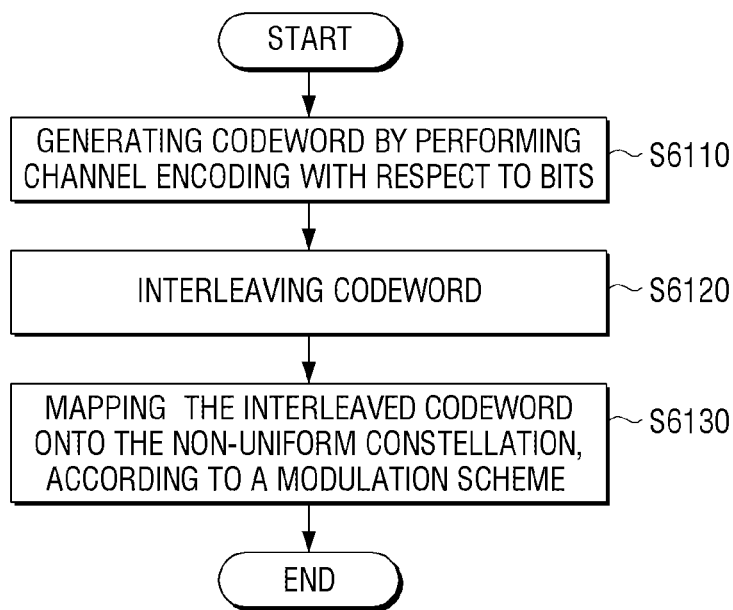 START
GENERATING CODEWORD BY PERFORMING
CHANNEL ENCODING WITH RESPECT TO BITS
S6110
INTERLEAVING CODEWORD
S6120
MAPPING THE INTERLEAVED CODEWORD
ONTO THE NON-UNIFORM CONSTELLATION,
ACCORDING TO A MODULATION SCHEME
S6130
END